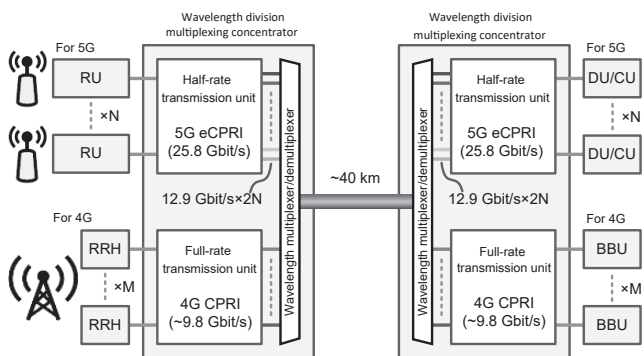 Wavelength division
multiplexing concentrator
For 5G
RU
×N
RU
Half-rate
transmission unit
5G eCPRI
(25.8 Gbit/s)
12.9 Gbit/s×2N
For 4G
RRH
×M
RRH
Full-rate
transmission unit
4G CPRI
(~9.8 Gbit/s)
Wavelength multiplexer/demultiplexer
~40 km
Wavelength division
multiplexing concentrator
Wavelength multiplexer/demultiplexer
Half-rate
transmission unit
5G eCPRI
(25.8 Gbit/s)
12.9 Gbit/s×2N
Full-rate
transmission unit
4G CPRI
(~9.8 Gbit/s)
For 5G
DU/CU
×N
DU/CU
For 4G
BBU
×M
BBU